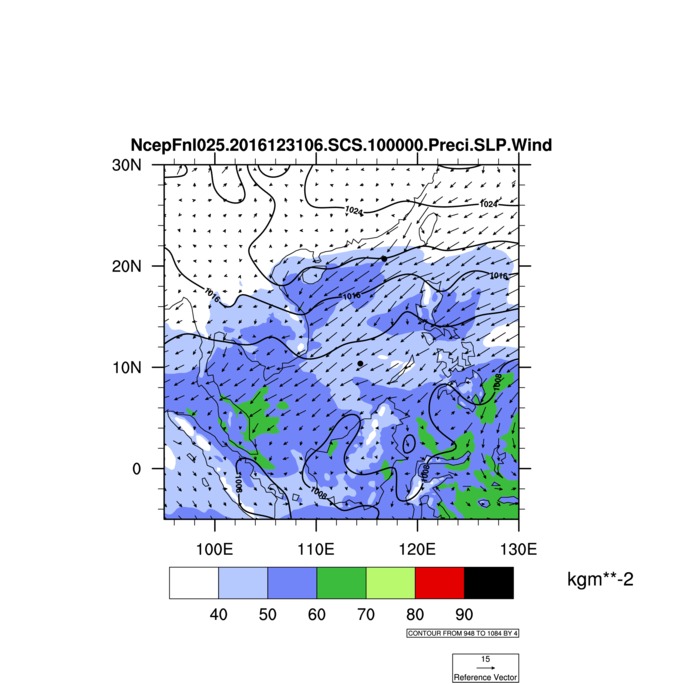 NcepFnl025.2016123106.SCS.100000.Preci.SLP.Wind
30N
1024
1024
20N
1016
1016
1016
10N
1008
0
1008
1008
1008
100E 110E 120E 130E
kgm**-2
40 50 60 70 80 90
CONTOUR FROM 948 TO 1084 BY 4
15
Reference Vector